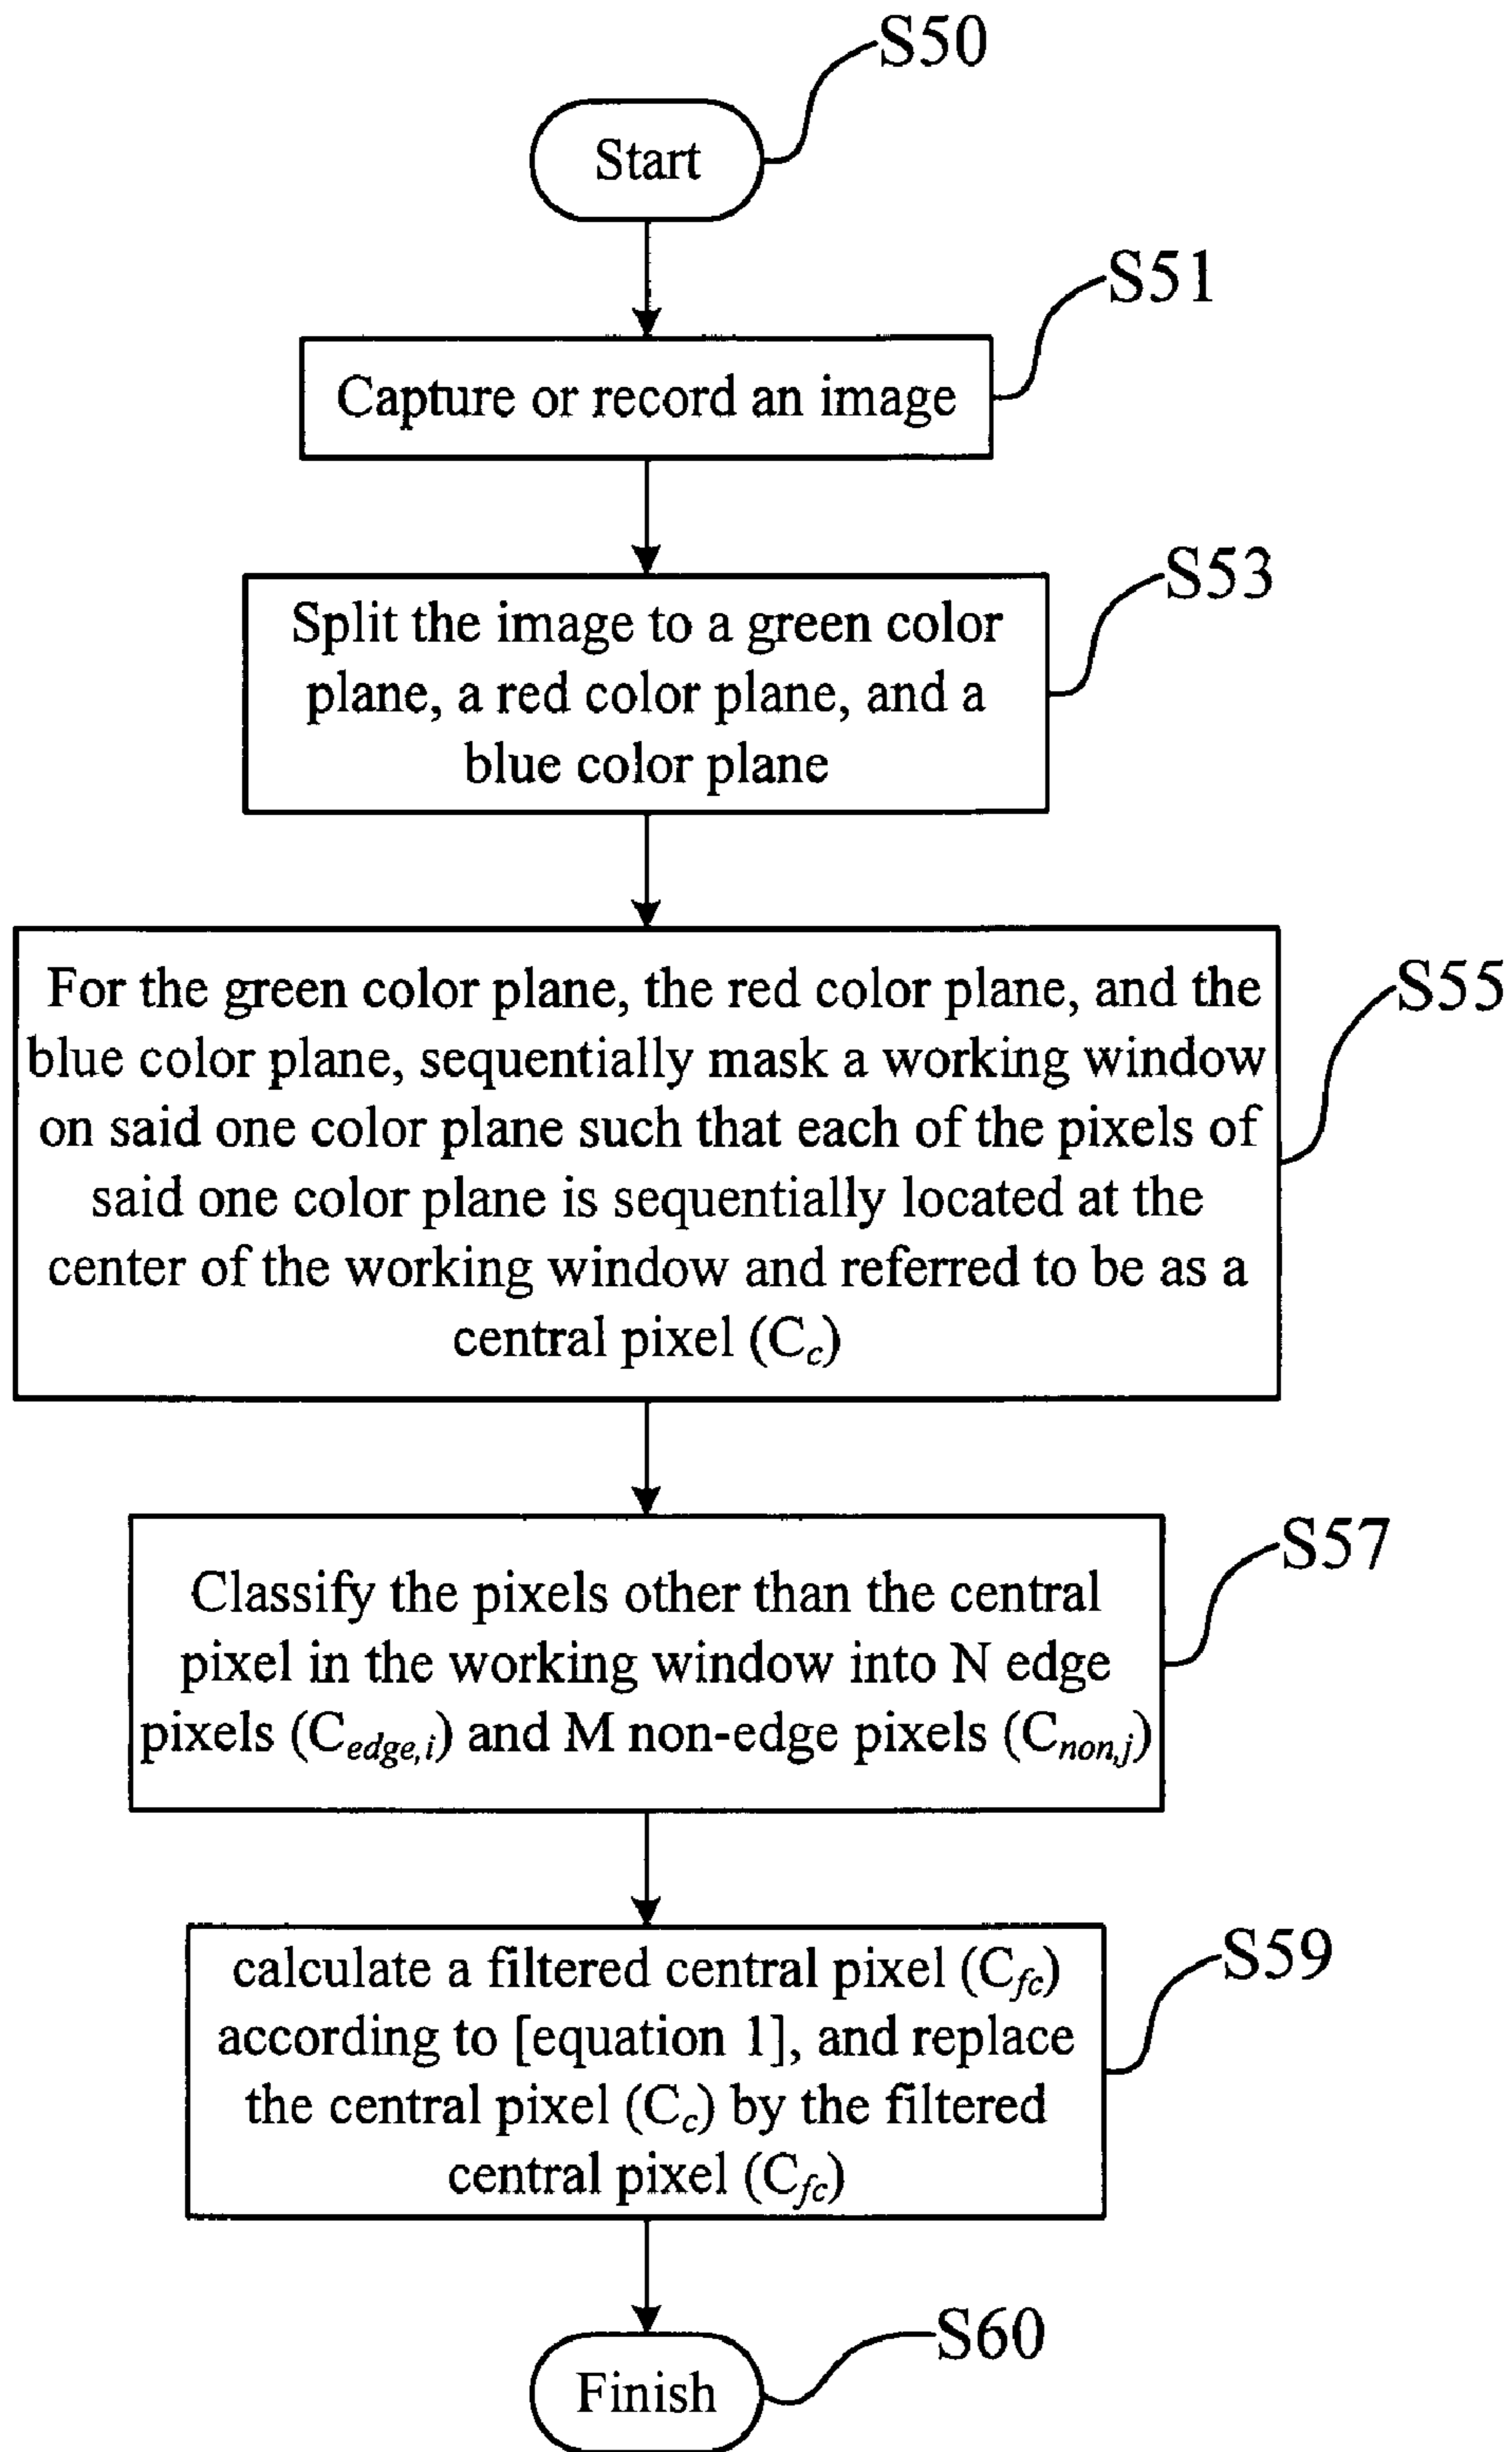 S50
Start
S51
Capture or record an image
S53
Split the image to a green color
plane, a red color plane, and a
blue color plane
S55
For the green color plane, the red color plane, and the
blue color plane, sequentially mask a working window
on said one color plane such that each of the pixels of
said one color plane is sequentially located at the
center of the working window and referred to be as a
central pixel (Cc)
S57
Classify the pixels other than the central
pixel in the working window into N edge
pixels (Cedge,i) and M non-edge pixels (Cnon,j)
S59
calculate a filtered central pixel (Cfc)
according to [equation 1], and replace
the central pixel (Cc) by the filtered
central pixel (Cfc)
S60
Finish